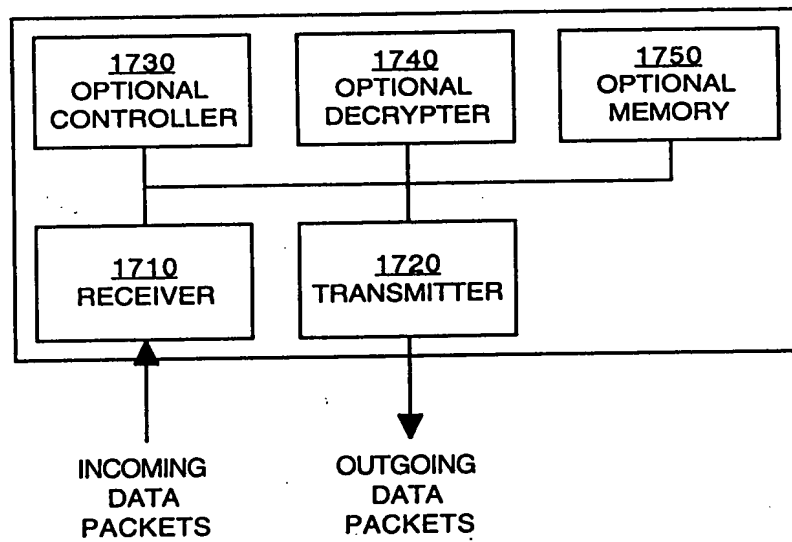 1730
OPTIONAL
CONTROLLER
1740
OPTIONAL
DECRYPTER
1750
OPTIONAL
MEMORY
1710
RECEIVER
1720
TRANSMITTER
INCOMING
DATA
PACKETS
OUTGOING
DATA
PACKETS